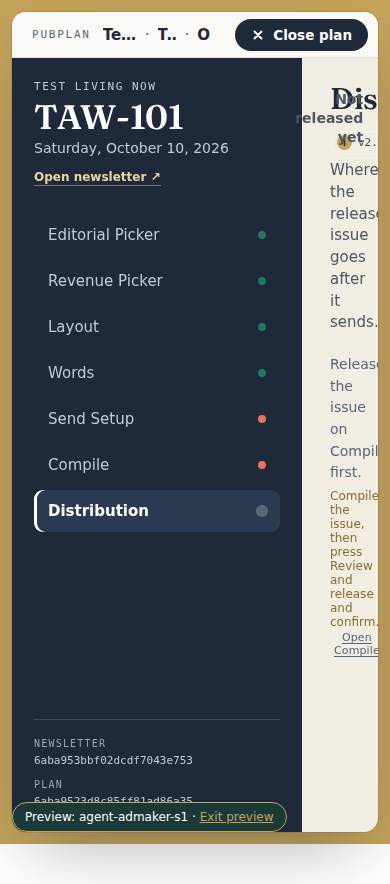 PUBPLAN Te… · T.. · O ✕ Close plan
TEST LIVING NOW
TAW-101
Saturday, October 10, 2026
Open newsletter ↗
Editorial Picker
Revenue Picker
Layout
Words
Send Setup
Compile
Distribution
NEWSLETTER
6aba953bbf02dcdf7043e753
PLAN
6aba9523d8c85ff81ad86a35
Preview: agent-admaker-s1 · Exit preview
Dis
Not
released
yet
v2.
Where
the
release
issue
goes
after
it
sends.
Release
the
issue
on
Compil
first.
Compile
the
issue,
then
press
Review
and
release
and
confirm.
Open
Compile